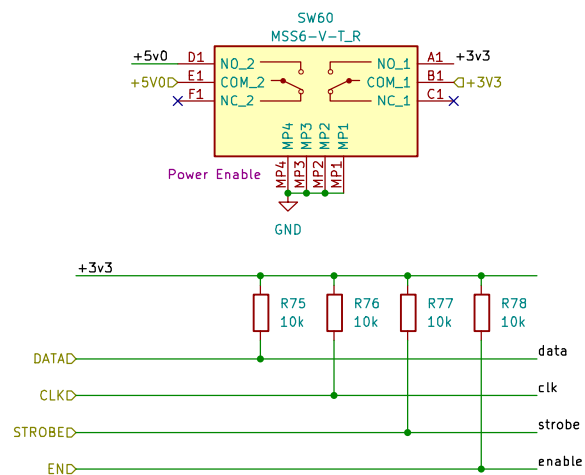 SW60
MSS6-V-T_R
+5v0 D1 NO_2 NO_1 A1 +3v3
+5V0 E1 COM_2 COM_1 B1 +3V3
F1 NC_2 NC_1 C1
MP4 MP3 MP2 MP1
MP4 MP3 MP2 MP1
Power Enable
GND
+3v3
R75 R76 R77 R78
10k 10k 10k 10k
DATA data
CLK clk
STROBE strobe
EN enable